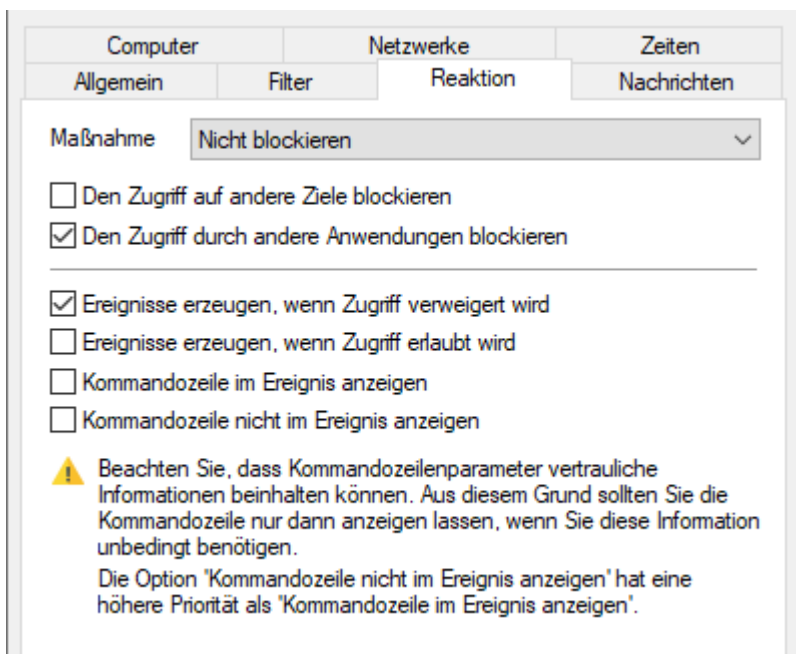 Computer Netzwerke Zeiten
Allgemein Filter Reaktion Nachrichten
Maßnahme Nicht blockieren
Den Zugriff auf andere Ziele blockieren
Den Zugriff durch andere Anwendungen blockieren
Ereignisse erzeugen, wenn Zugriff verweigert wird
Ereignisse erzeugen, wenn Zugriff erlaubt wird
Kommandozeile im Ereignis anzeigen
Kommandozeile nicht im Ereignis anzeigen
Beachten Sie, dass Kommandozeilenparameter vertrauliche
Informationen beinhalten können. Aus diesem Grund sollten Sie die
Kommandozeile nur dann anzeigen lassen, wenn Sie diese Information
unbedingt benötigen.
Die Option "Kommandozeile nicht im Ereignis anzeigen" hat eine
höhere Priorität als "Kommandozeile im Ereignis anzeigen".